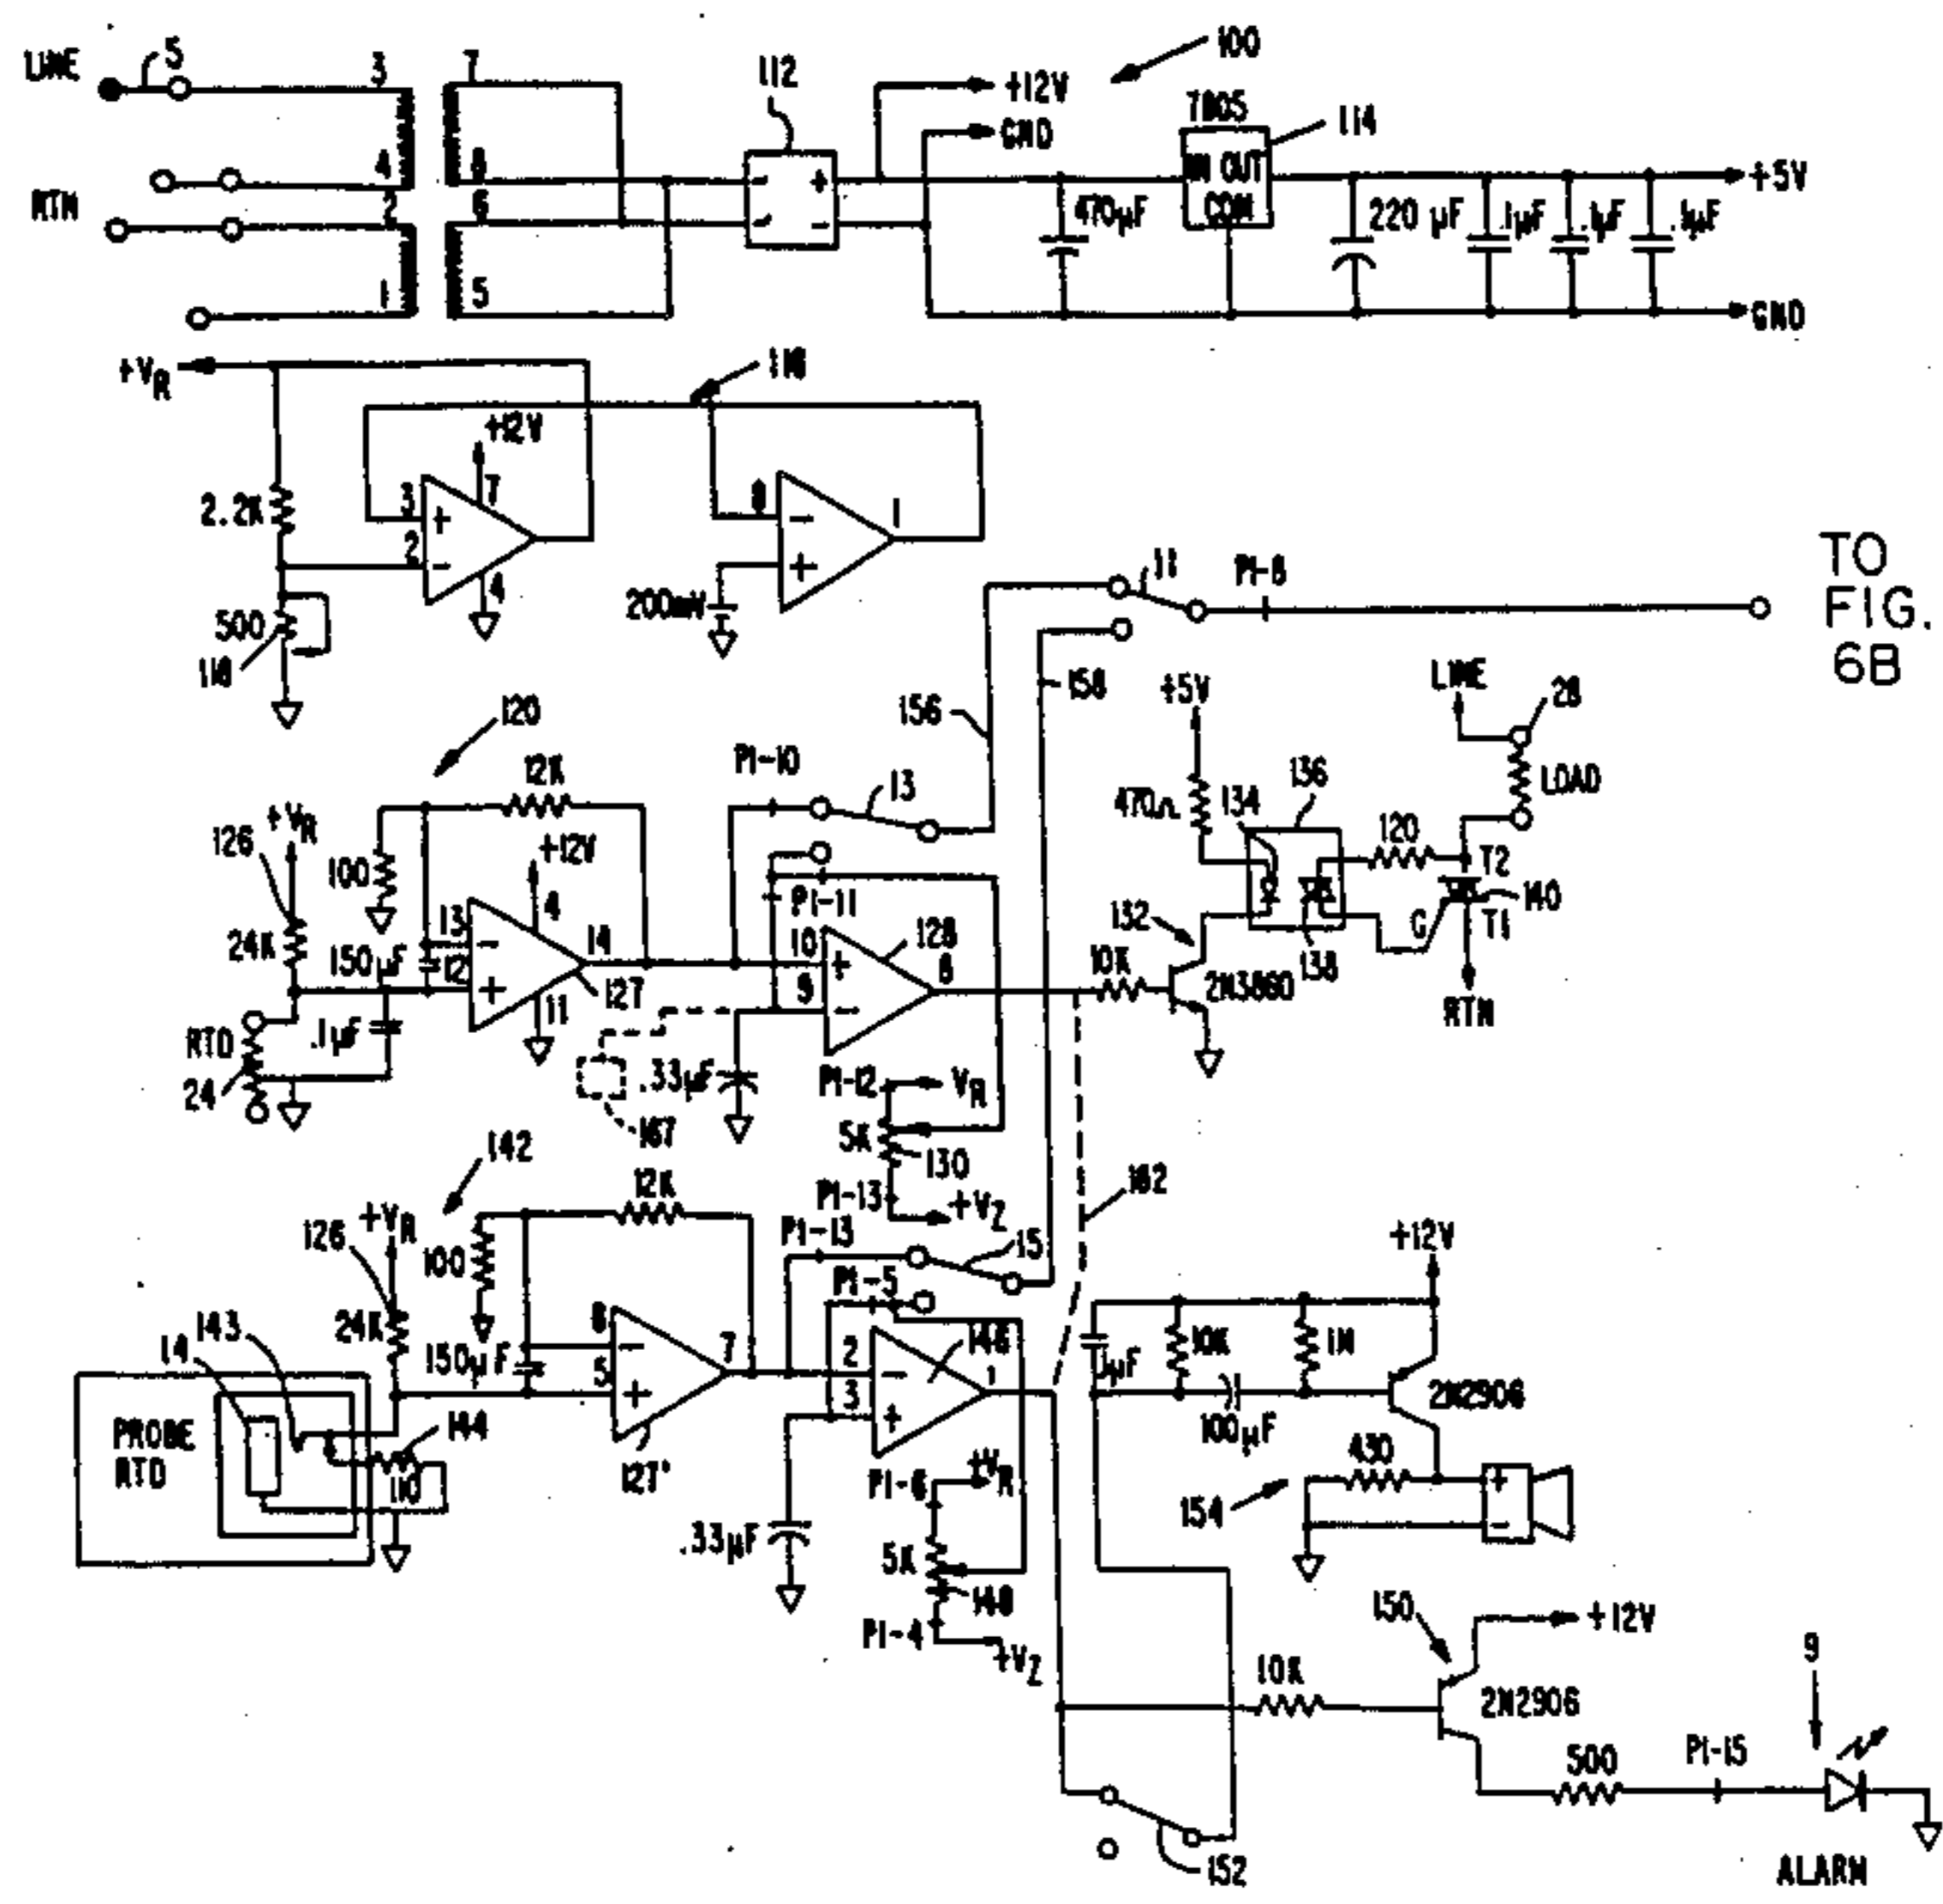 LINE 5 3 7 112 +12V 100
GND 7805 114
4 8 IN OUT +5V
RTN 2 6 + - COM 470µF 220 µF .1µF .1µF .1µF
1 5 GND
+VR 116
+12V
2.2K 3 + 7 8 - 1
2 - 4 +
500 200mV
118
11 P1-8
TO
FIG.
6B
156 158 +5V LINE 28
120 12K P1-10 13
+VR 126 100 +12V 470Ω 134 136 120 LOAD
T2
24K 13 - 4 14 P1-11 132 G 140
150 µF 12 + 10 + 128 8 10K 138 T1
127 9 - 2N3860
RTD 11 RTN
.1µF
24 .33µF P1-12 VR
167 5K 130
142 12K P1-13 +VZ 162
+VR 126 100 P1-13 15
P1-5 +12V
143 24K 6 - 7
14 150µF 5 + 2 - 146 1 1µF 10K 1M
3 +
PROBE 144 127' 100µF 2N2906
RTD 110 P1-6 +VR 430
154 + -
.33µF 5K 148
P1-4 +VZ 150 +12V
10K 2N2906 9
500 P1-15
152 ALARM